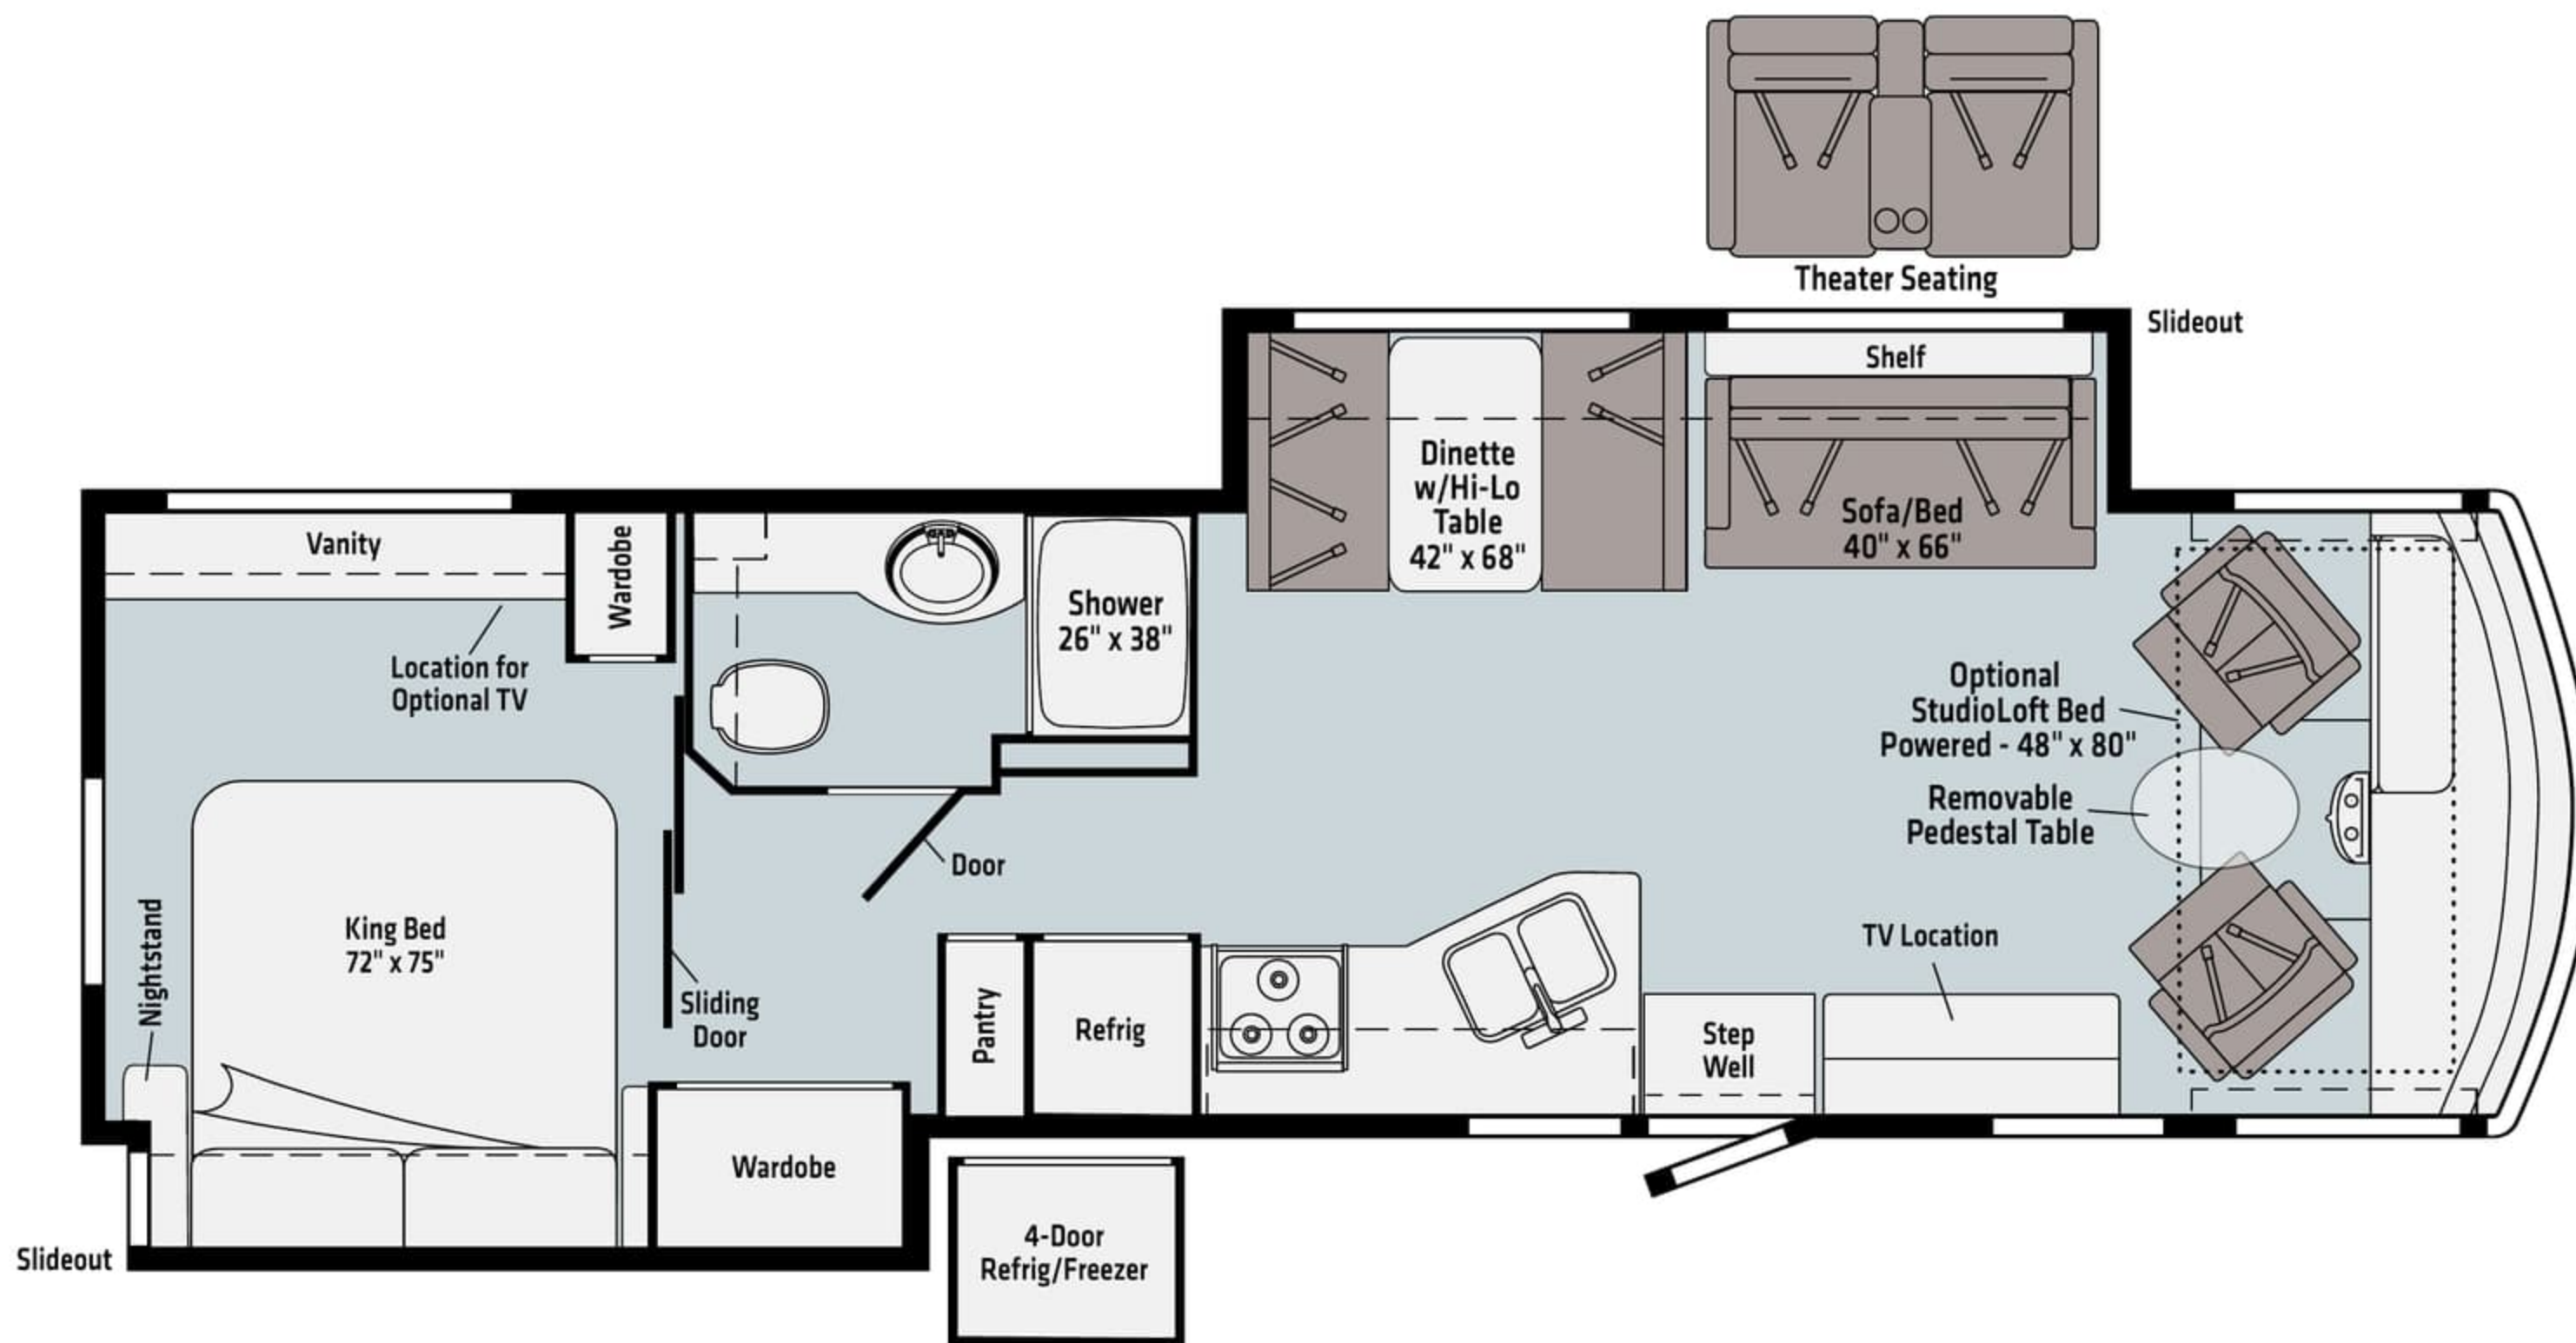 Theater Seating
Slideout
Shelf
Dinette
w/Hi-Lo
Table
42" x 68"
Sofa/Bed
40" x 66"
Vanity
Wardobe
Location for
Optional TV
Shower
26" x 38"
Optional
StudioLoft Bed
Powered - 48" x 80"
Removable
Pedestal Table
Door
King Bed
72" x 75"
Nightstand
Sliding
Door
Pantry
Refrig
TV Location
Step
Well
Wardobe
4-Door
Refrig/Freezer
Slideout